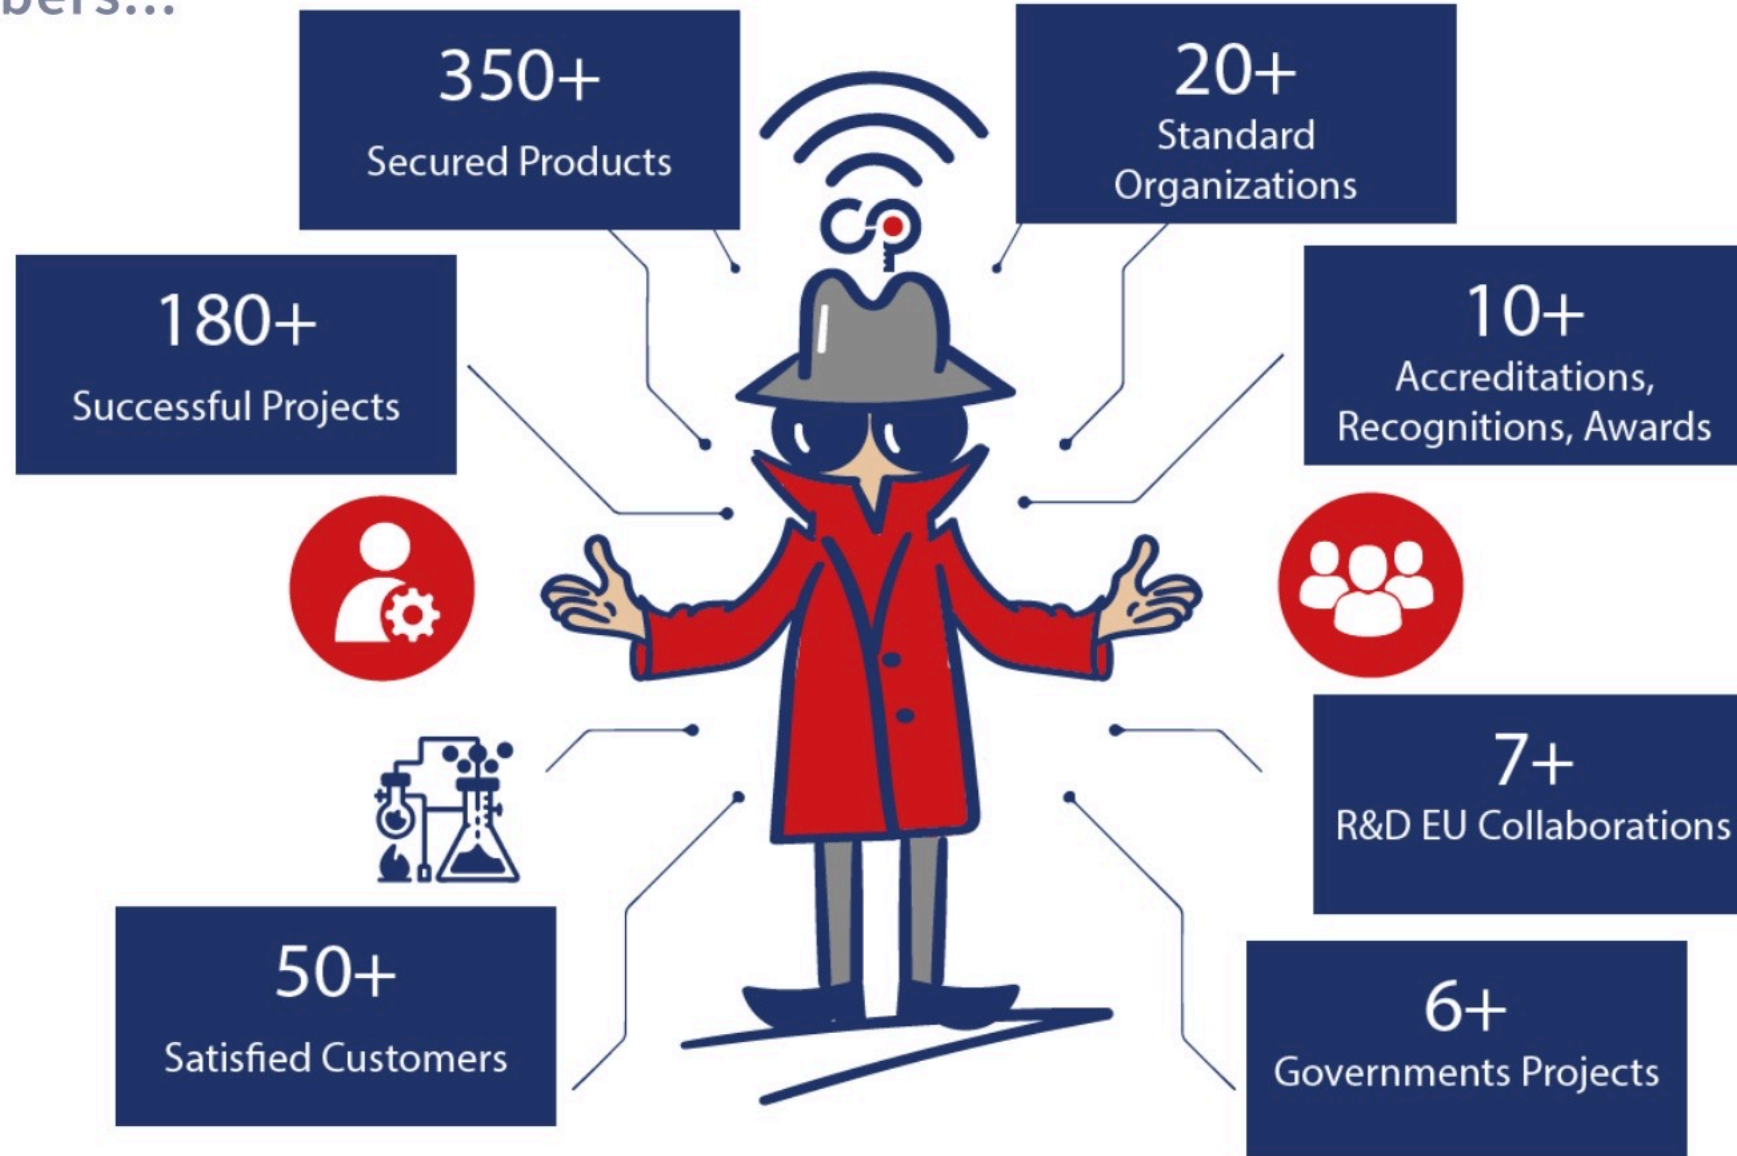 350+
Secured Products
20+
Standard
Organizations
180+
Successful Projects
10+
Accreditations,
Recognitions, Awards
7+
R&D EU Collaborations
50+
Satisfied Customers
6+
Governments Projects